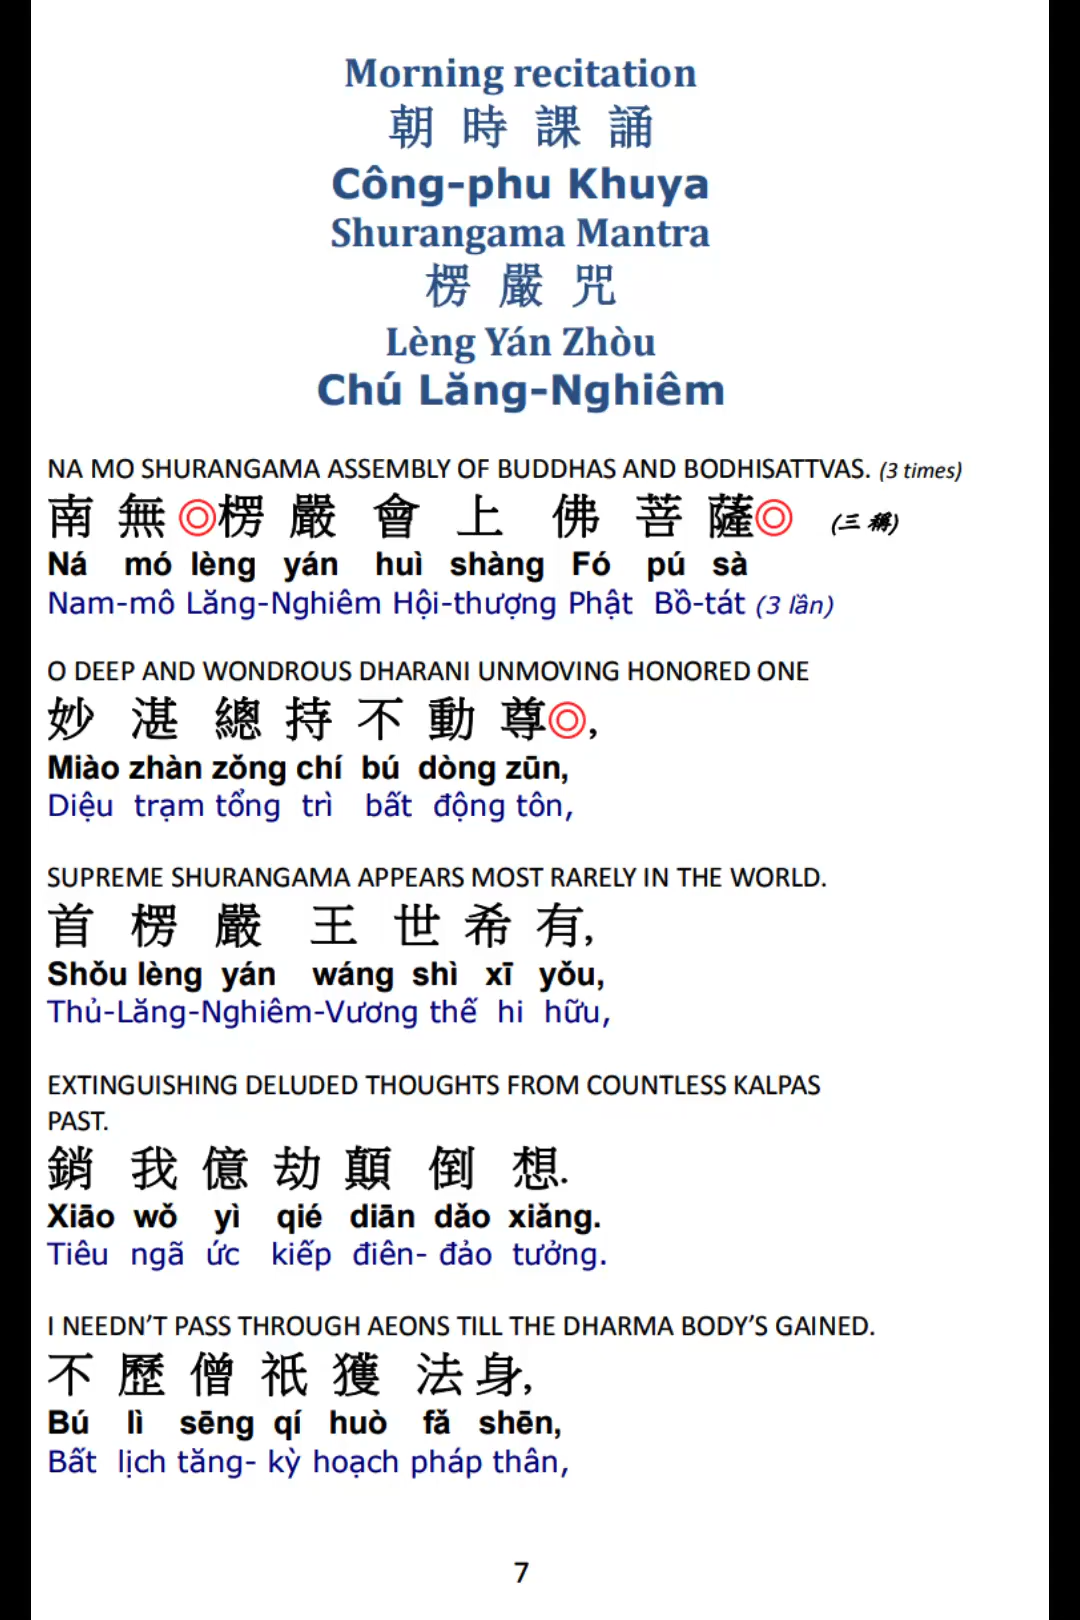 Morning recitation
朝 時 課 誦
Công-phu Khuya
Shurangama Mantra
楞 嚴 咒
Lèng Yán Zhòu
Chú Lăng-Nghiêm
NA MO SHURANGAMA ASSEMBLY OF BUDDHAS AND BODHISATTVAS. (3 times)
南 無 ◎楞 嚴 會 上 佛 菩 薩◎ (三 稱)
Ná mó lèng yán huì shàng Fó pú sà
Nam-mô Lăng-Nghiêm Hội-thượng Phật Bồ-tát (3 lần)
O DEEP AND WONDROUS DHARANI UNMOVING HONORED ONE
妙 湛 總 持 不 動 尊◎,
Miào zhàn zǒng chí bú dòng zūn,
Diệu trạm tổng trì bất động tôn,
SUPREME SHURANGAMA APPEARS MOST RARELY IN THE WORLD.
首 楞 嚴 王 世 希 有,
Shǒu lèng yán wáng shì xī yǒu,
Thủ-Lăng-Nghiêm-Vương thế hi hữu,
EXTINGUISHING DELUDED THOUGHTS FROM COUNTLESS KALPAS
PAST.
銷 我 億 劫 顛 倒 想.
Xiāo wǒ yì qié diān dǎo xiǎng.
Tiêu ngã ức kiếp điên- đảo tưởng.
I NEEDN’T PASS THROUGH AEONS TILL THE DHARMA BODY’S GAINED.
不 歷 僧 祇 獲 法 身,
Bú lì sēng qí huò fǎ shēn,
Bất lịch tăng- kỳ hoạch pháp thân,
7